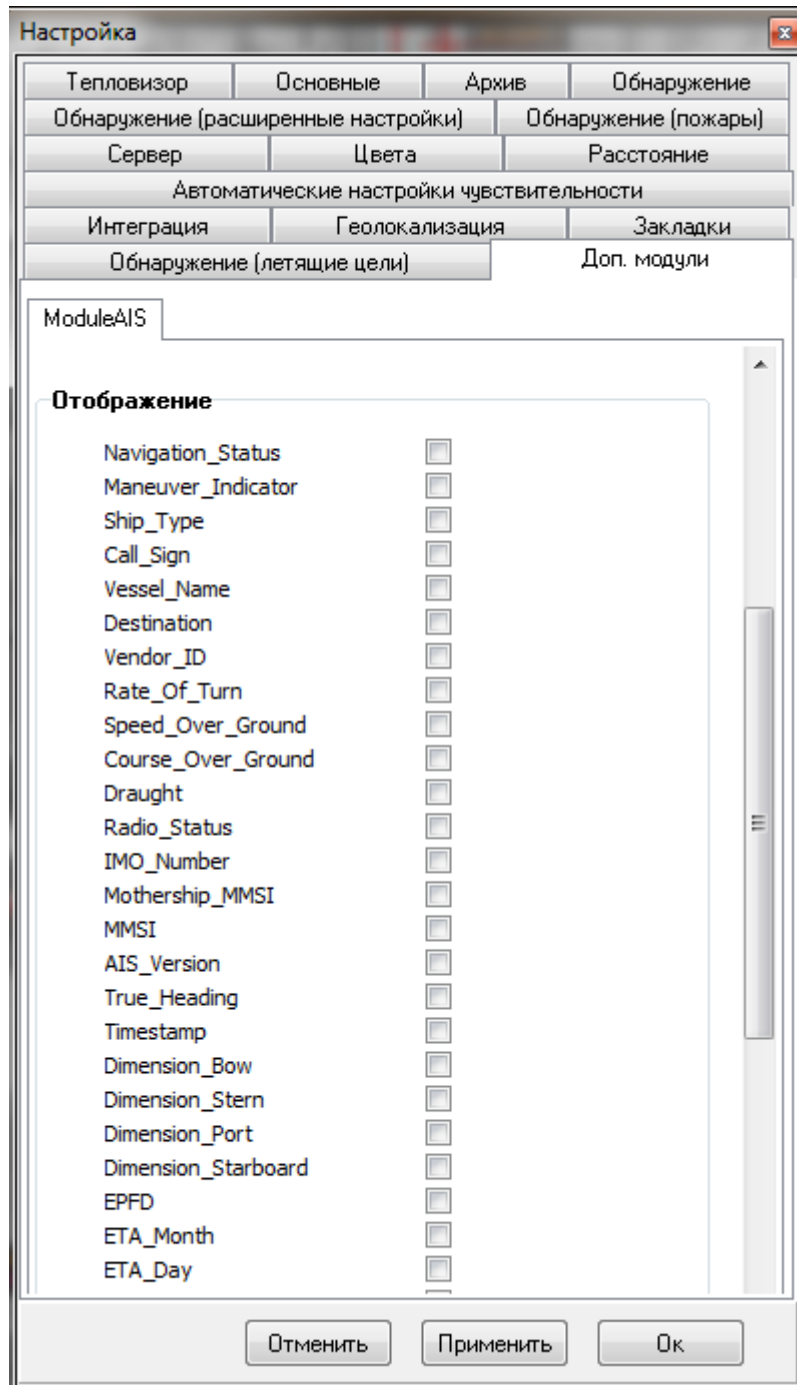 Настройка
Тепловизор Основные Архив Обнаружение
Обнаружение (расширенные настройки) Обнаружение (пожары)
Сервер Цвета Расстояние
Автоматические настройки чувствительности
Интеграция Геолокализация Закладки
Обнаружение (летящие цели) Доп. модули
ModuleAIS
Отображение
Navigation_Status
Maneuver_Indicator
Ship_Type
Call_Sign
Vessel_Name
Destination
Vendor_ID
Rate_Of_Turn
Speed_Over_Ground
Course_Over_Ground
Draught
Radio_Status
IMO_Number
Mothership_MMSI
MMSI
AIS_Version
True_Heading
Timestamp
Dimension_Bow
Dimension_Stern
Dimension_Port
Dimension_Starboard
EPFD
ETA_Month
ETA_Day
Отменить Применить Ок